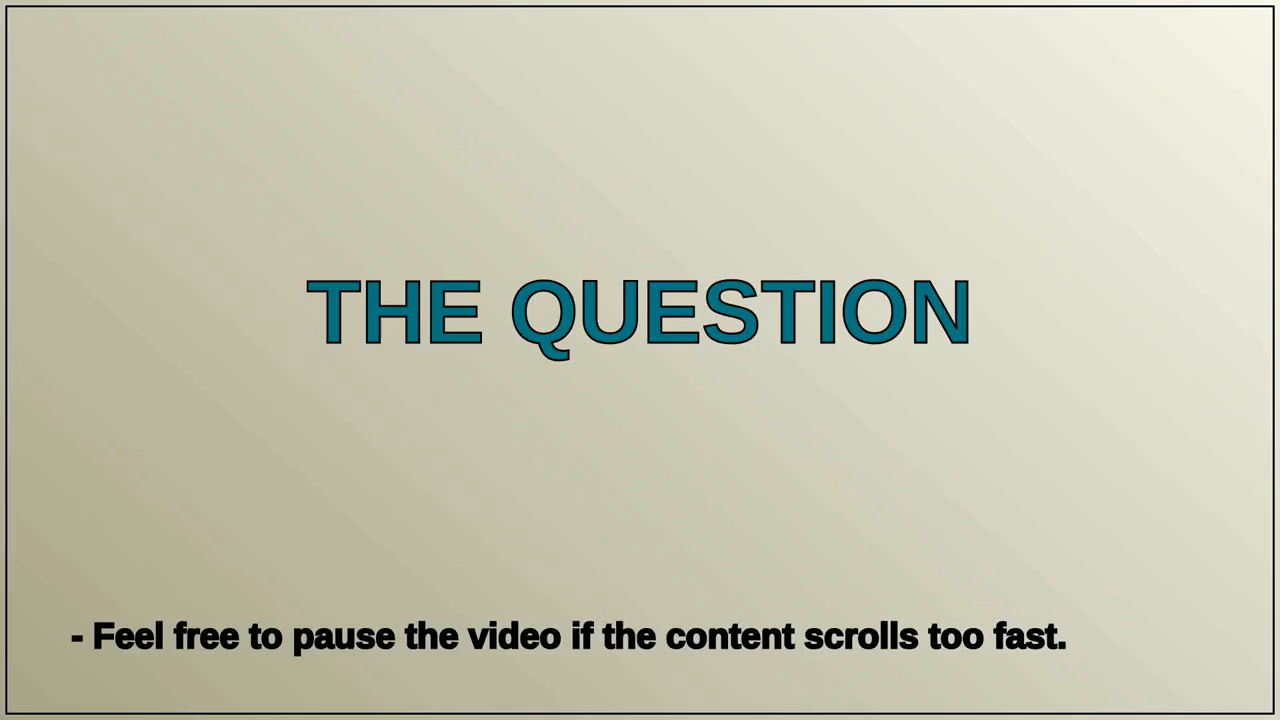 THE QUESTION
- Feel free to pause the video if the content scrolls too fast.